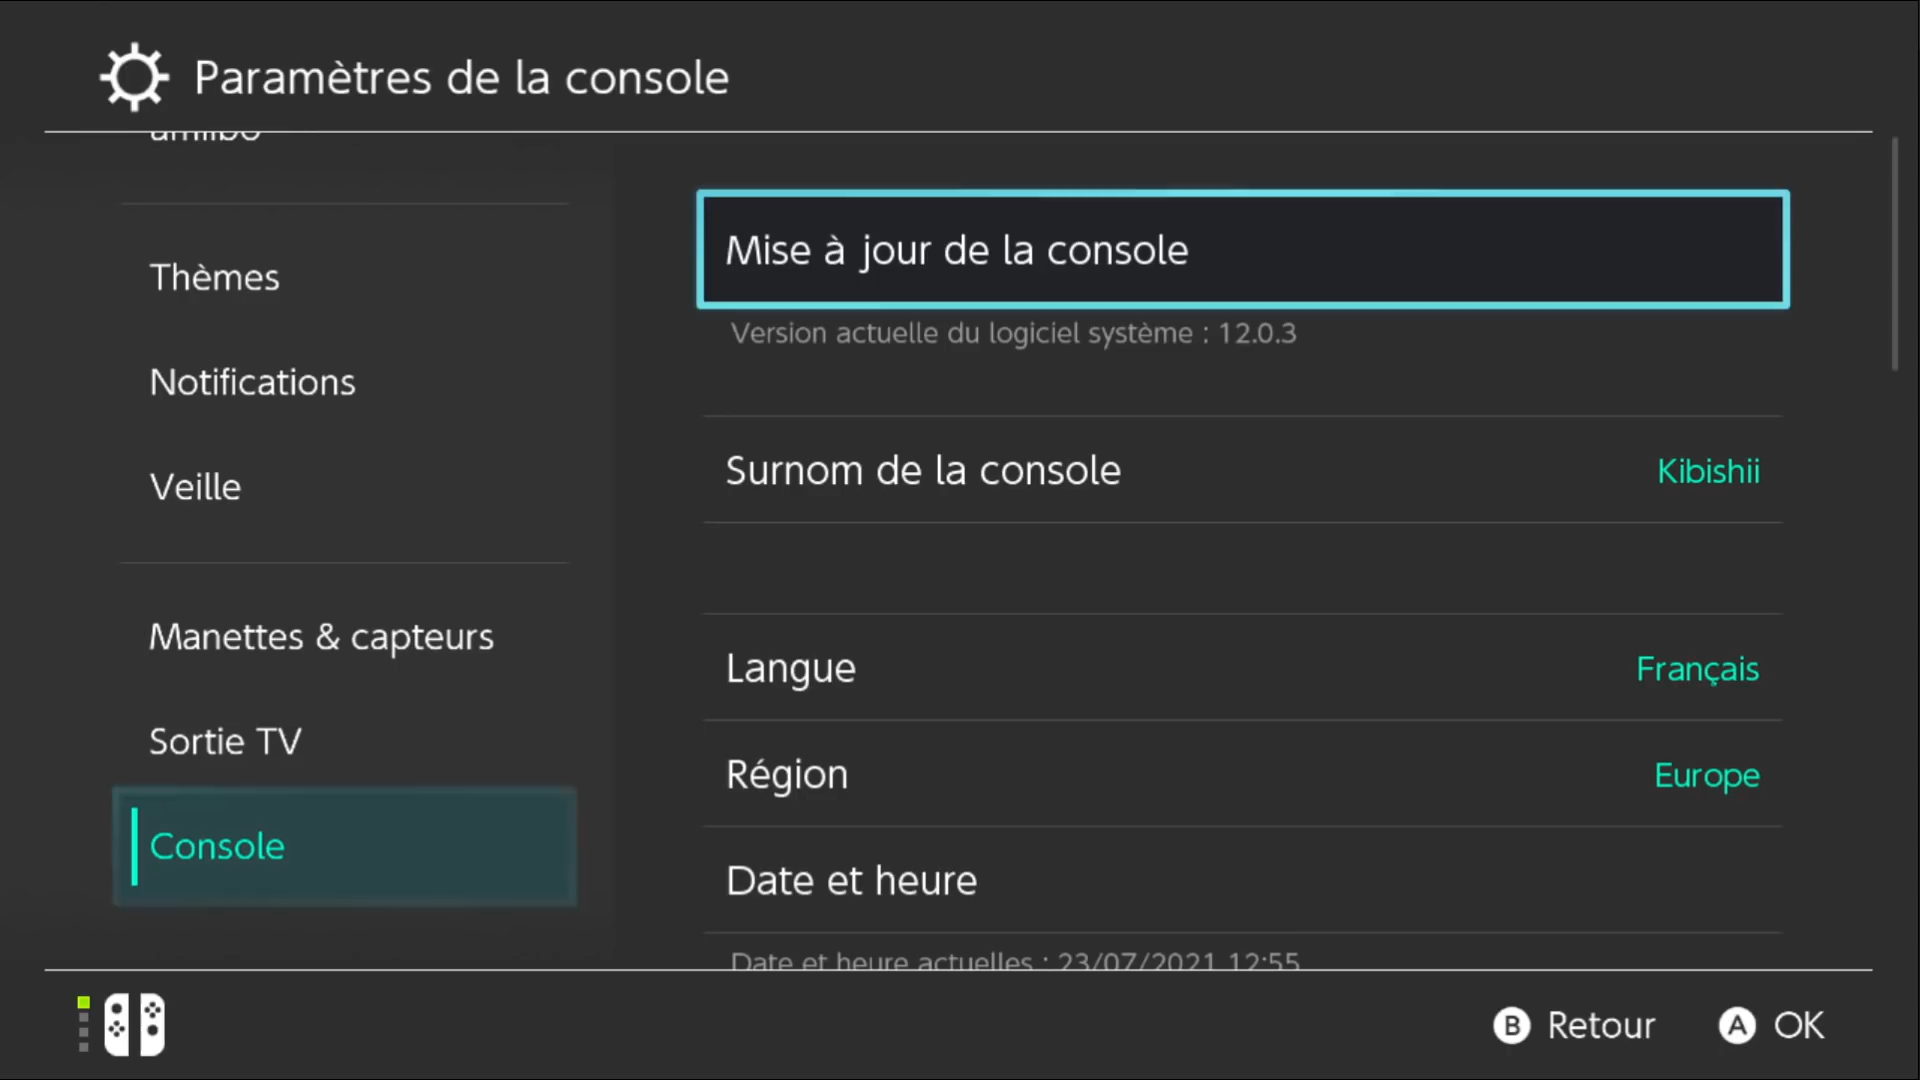 Paramètres de la console
amiibo
Thèmes
Notifications
Veille
Manettes & capteurs
Sortie TV
Console
Mise à jour de la console
Version actuelle du logiciel système : 12.0.3
Surnom de la console Kibishii
Langue Français
Région Europe
Date et heure
Date et heure actuelles : 23/07/2021 12:55
B Retour A OK